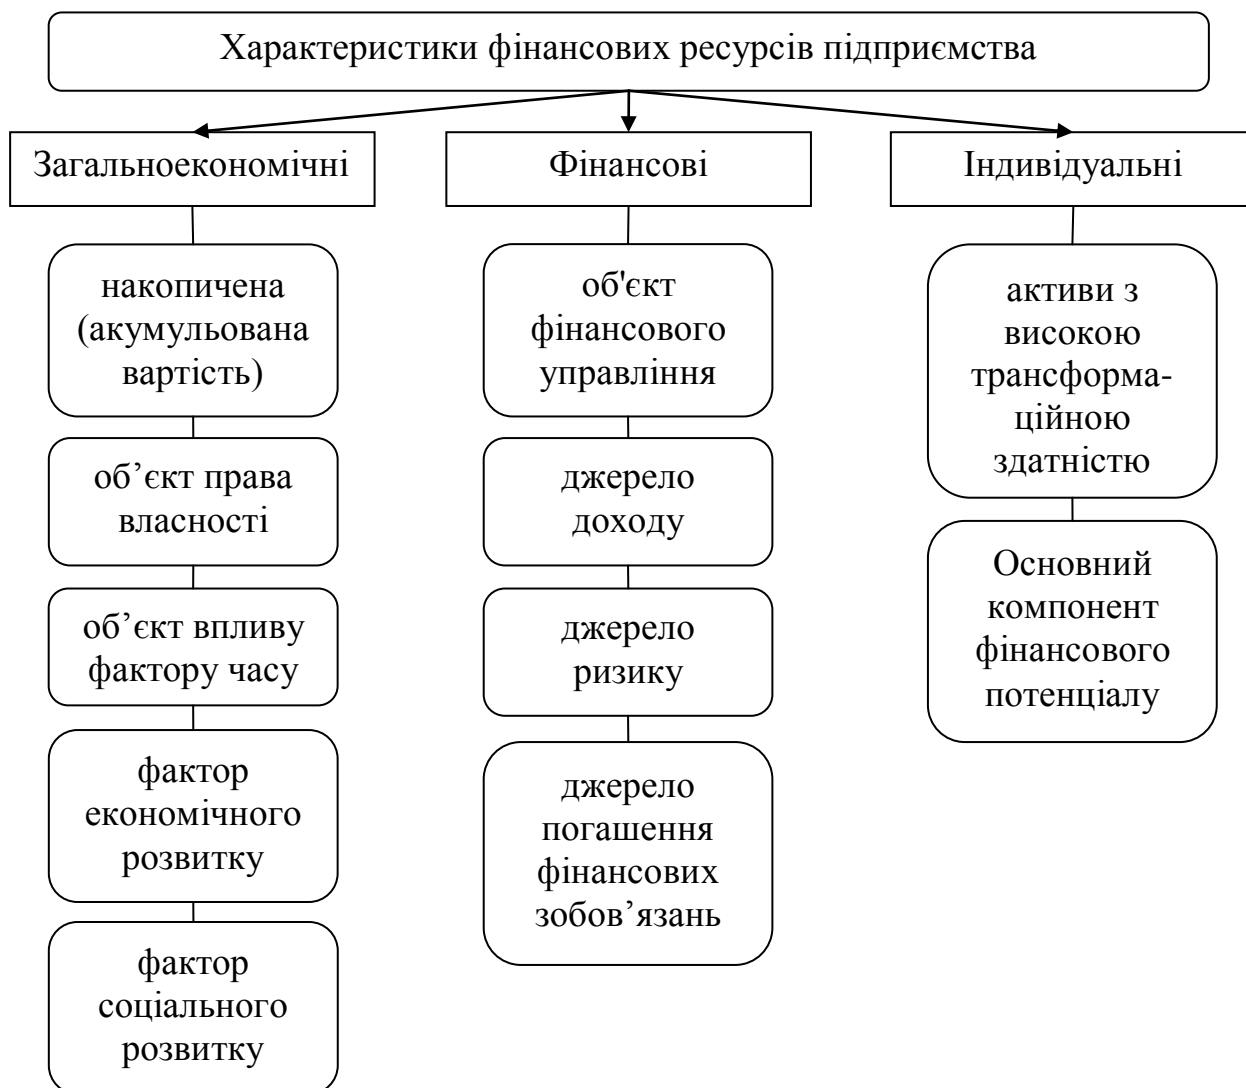 Характеристики фінансових ресурсів підприємства
Загальноекономічні
Фінансові
Індивідуальні
накопичена
(акумульована
вартість)
об’єкт права
власності
об’єкт впливу
фактору часу
фактор
економічного
розвитку
фактор
соціального
розвитку
об'єкт
фінансового
управління
джерело
доходу
джерело
ризику
джерело
погашення
фінансових
зобов’язань
активи з
високою
трансформа-
ційною
здатністю
Основний
компонент
фінансового
потенціалу